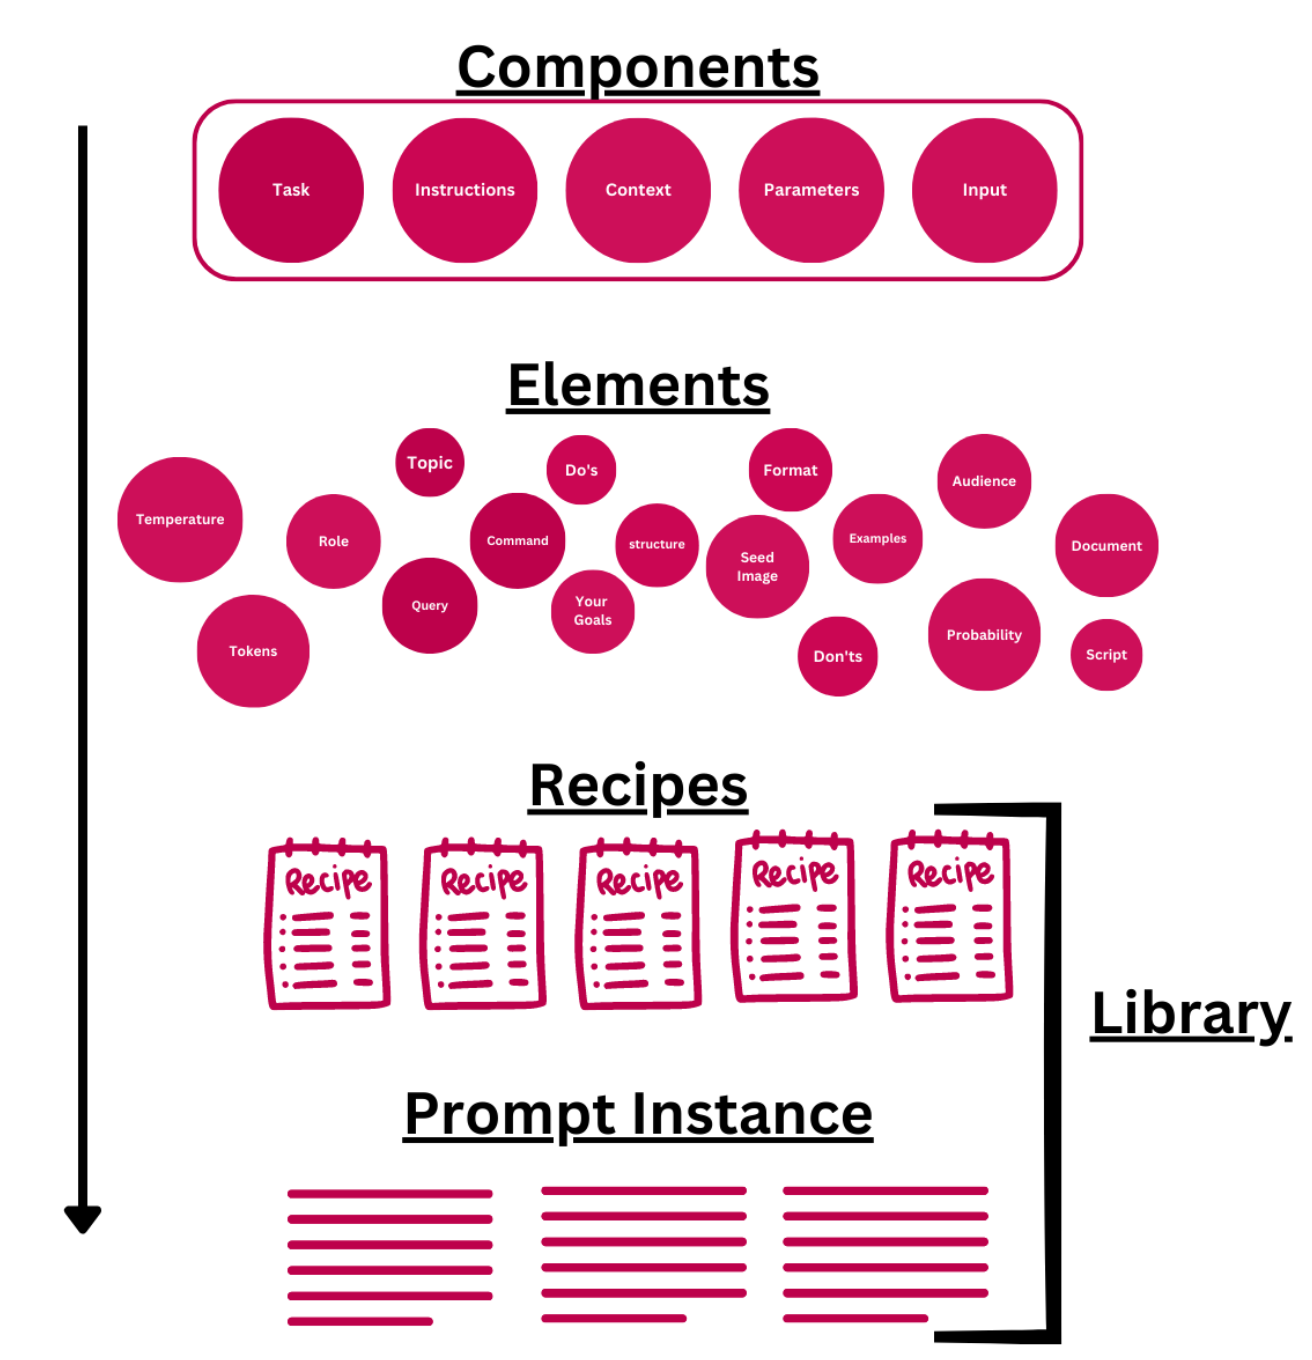 Components
Task
Instructions
Context
Parameters
Input
Elements
Temperature
Role
Topic
Do's
Format
Audience
Command
structure
Seed
Image
Examples
Document
Query
Your
Goals
Tokens
Don'ts
Probability
Script
Recipes
Recipe
Recipe
Recipe
Recipe
Recipe
Library
Prompt Instance